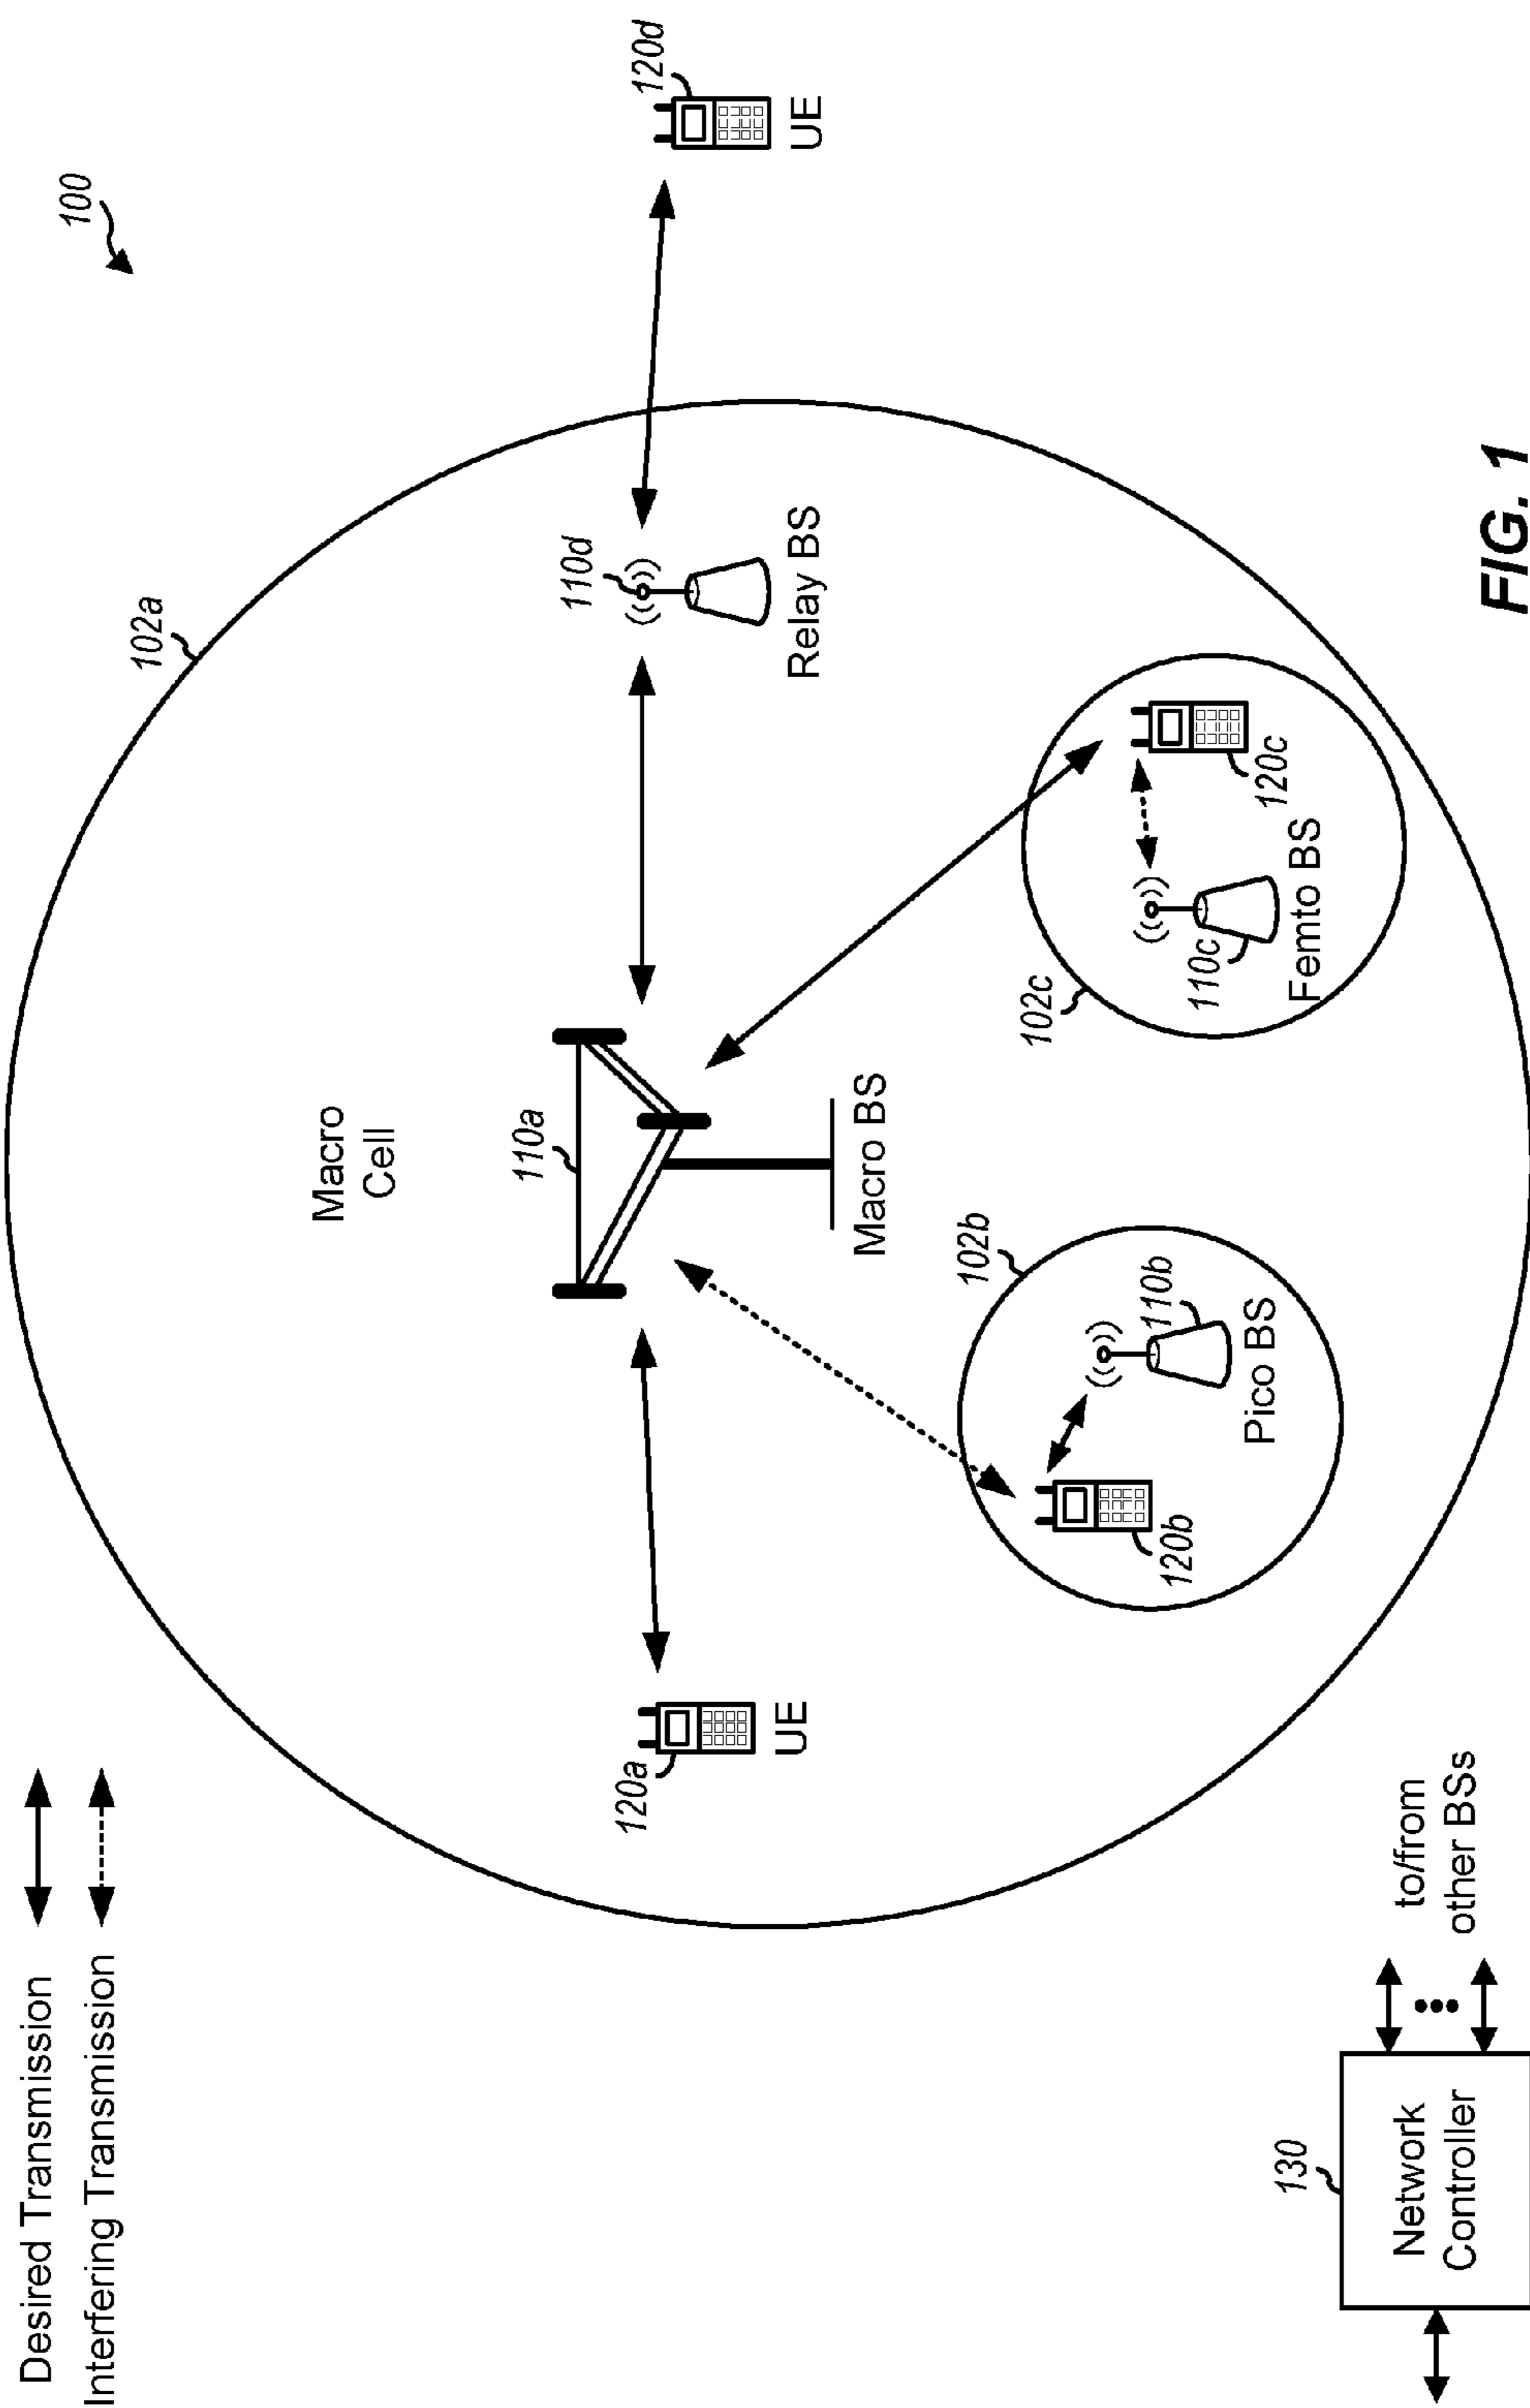 Desired Transmission
Interfering Transmission
100
102a
Macro
Cell
110a
110d
120a
120d
UE
Relay BS
UE
Macro BS
102b
102c
110b
110c
120b
120c
Pico BS
Femto BS
130
Network
Controller
to/from
other BSs
FIG. 1